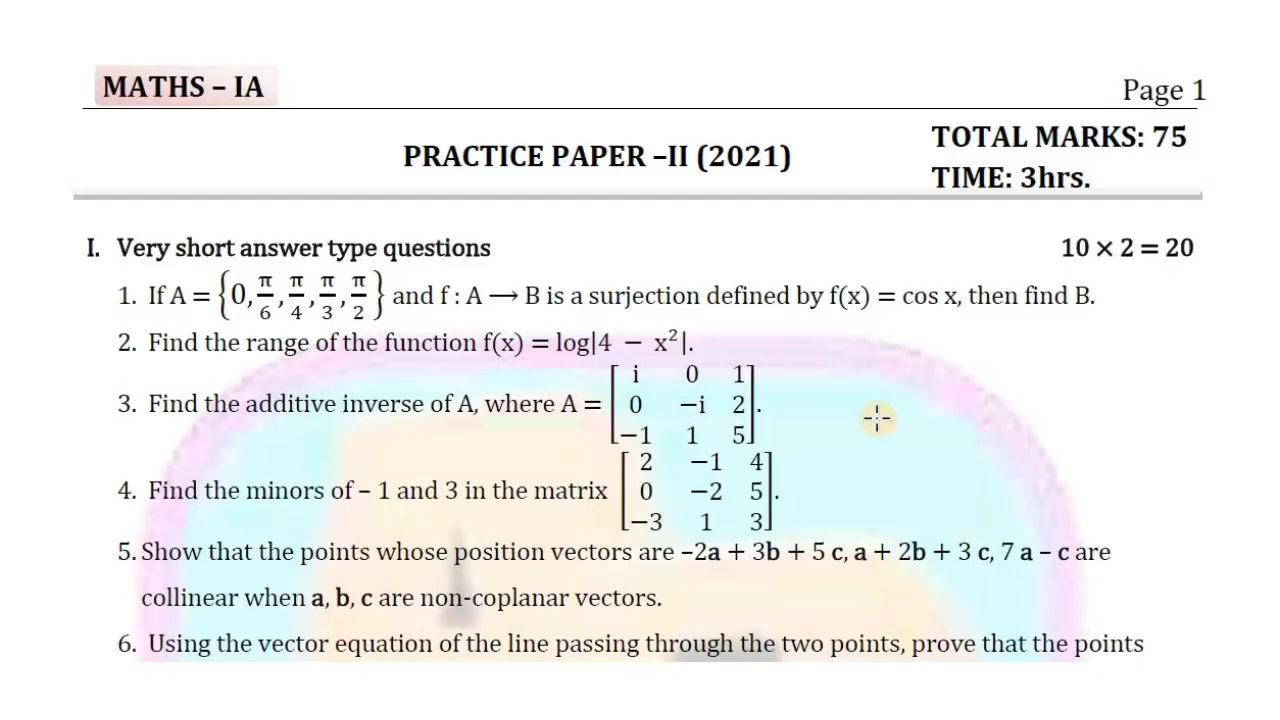 MATHS – IA
Page 1
PRACTICE PAPER –II (2021)
TOTAL MARKS: 75
TIME: 3hrs.
I. Very short answer type questions 10 × 2 = 20
1. If A = {0, π/6, π/4, π/3, π/2} and f : A ⟶ B is a surjection defined by f(x) = cos x, then find B.
2. Find the range of the function f(x) = log|4 − x²|.
3. Find the additive inverse of A, where A = [i 0 1; 0 −i 2; −1 1 5].
4. Find the minors of – 1 and 3 in the matrix [2 −1 4; 0 −2 5; −3 1 3].
5. Show that the points whose position vectors are –2a + 3b + 5 c, a + 2b + 3 c, 7 a – c are
collinear when a, b, c are non-coplanar vectors.
6. Using the vector equation of the line passing through the two points, prove that the points